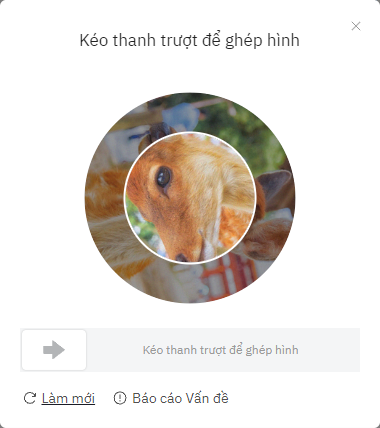 Kéo thanh trượt để ghép hình
Kéo thanh trượt để ghép hình
Làm mới
Báo cáo Vấn đề